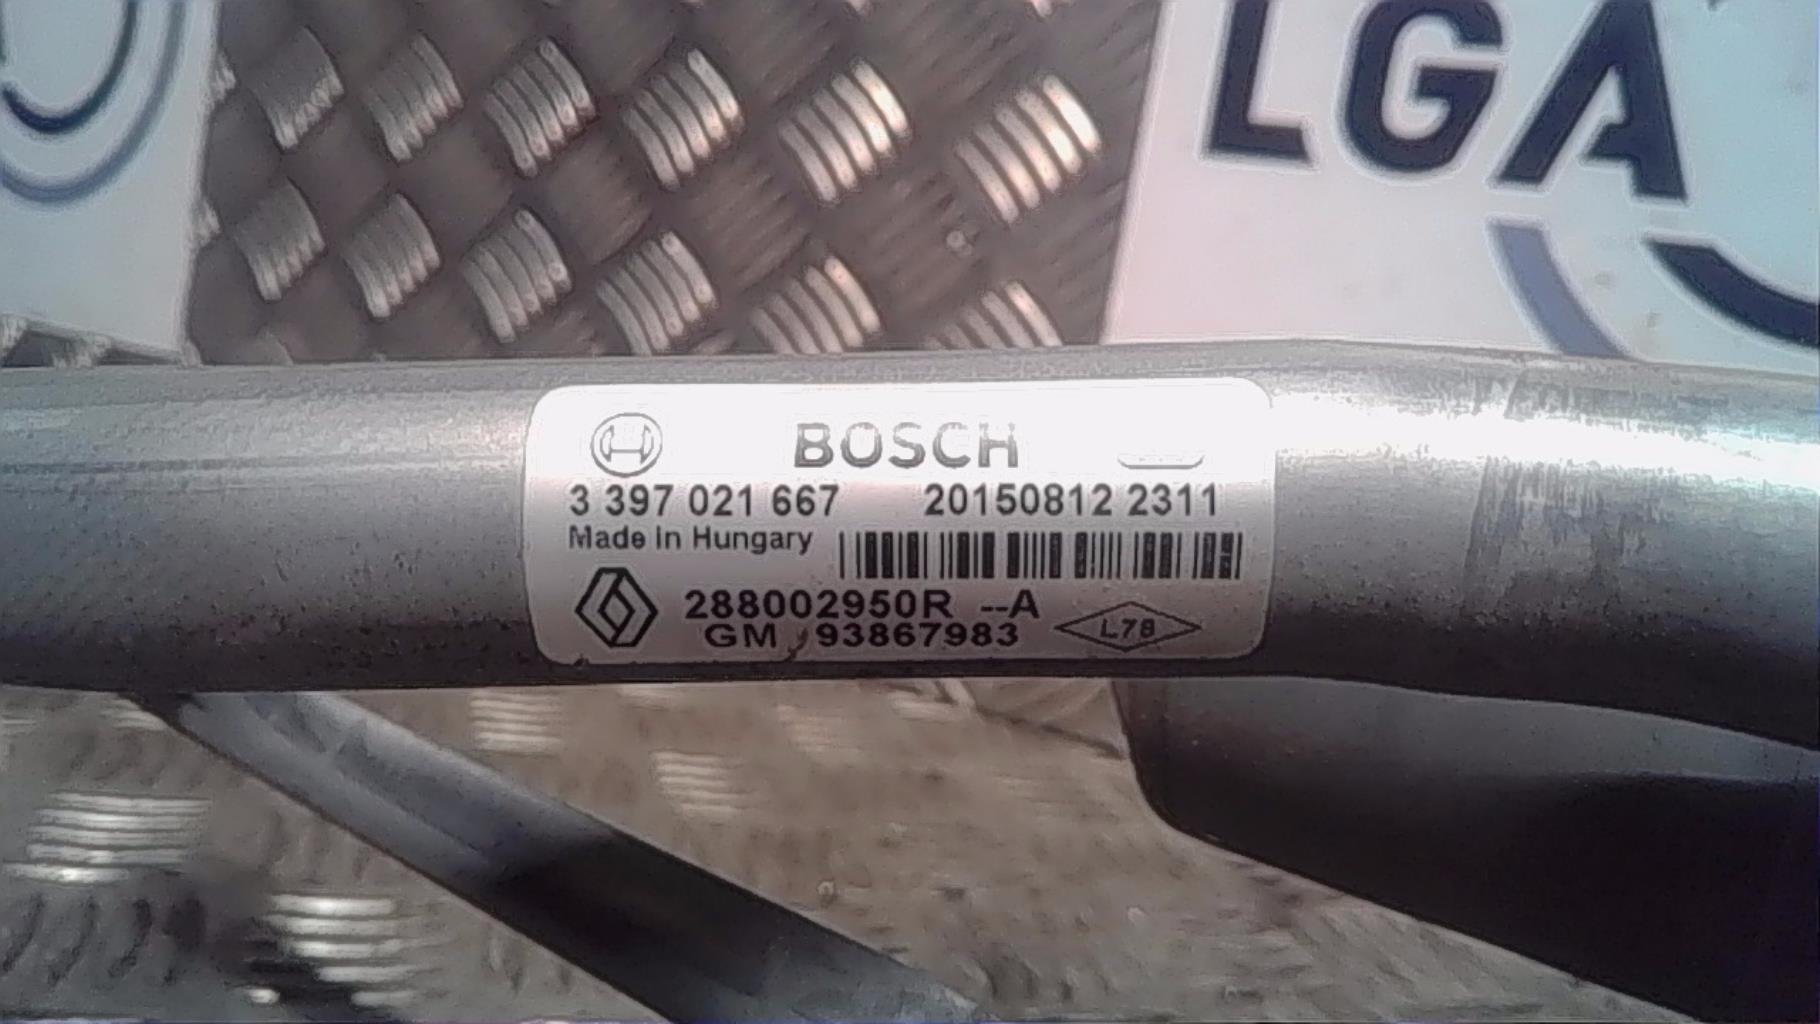 LGA
BOSCH
3 397 021 667 20150812 2311
Made in Hungary
288002950R --A
GM 93867983
L78